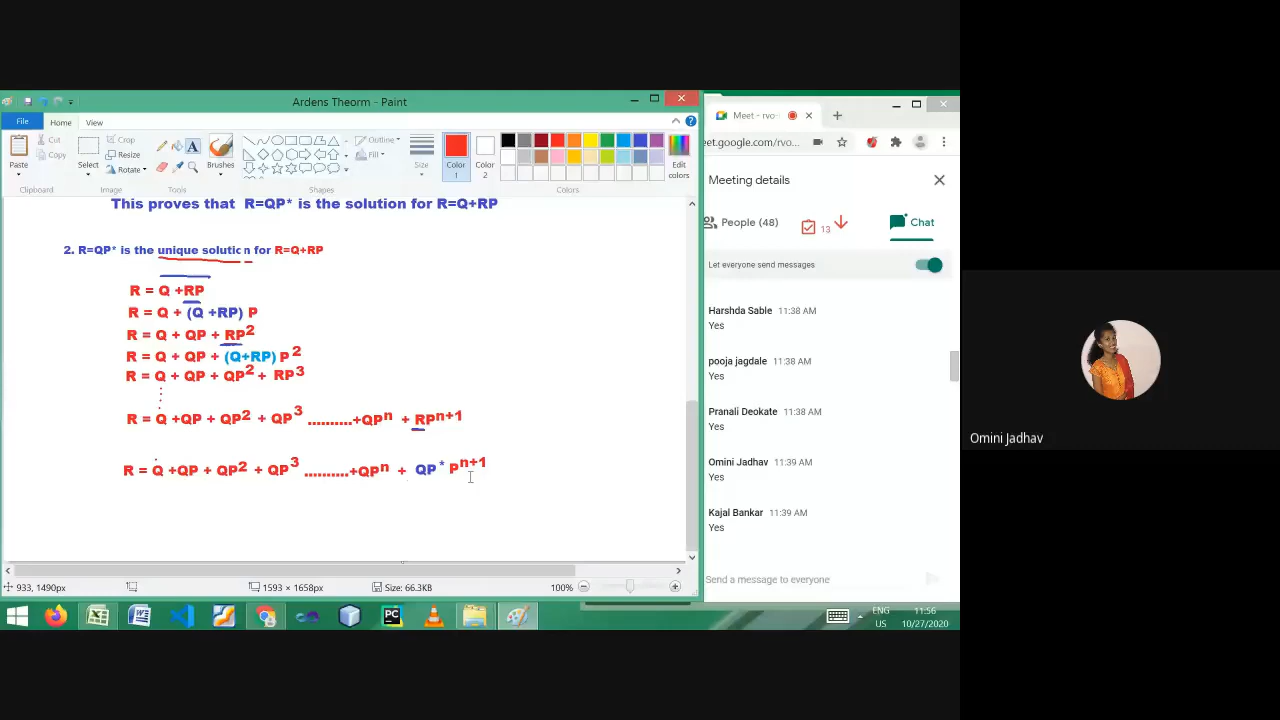 Ardens Theorm - Paint
File Home View
Paste Cut Copy Clipboard
Select Crop Resize Rotate Image
Tools
Brushes
Shapes Outline Fill
Size
Color 1 Color 2
Edit colors
Colors
This proves that R=QP* is the solution for R=Q+RP
2. R=QP* is the unique solution for R=Q+RP
R = Q +RP
R = Q + (Q +RP) P
R = Q + QP + RP2
R = Q + QP + (Q+RP) P 2
R = Q + QP + QP2 + RP3
R = Q +QP + QP2 + QP3 ..........+QPn + RPn+1
R = Q +QP + QP2 + QP3 ..........+QPn + QP* Pn+1
933, 1490px
1593 × 1658px
Size: 66.3KB
100%
Meet - rvo
eet.google.com/rvo...
Meeting details
People (48)
13
Chat
Let everyone send messages
Harshda Sable 11:38 AM
Yes
pooja jagdale 11:38 AM
Yes
Pranali Deokate 11:38 AM
Yes
Omini Jadhav 11:39 AM
Yes
Kajal Bankar 11:39 AM
Yes
Send a message to everyone
PC
ENG
US
11:56
10/27/2020
Omini Jadhav